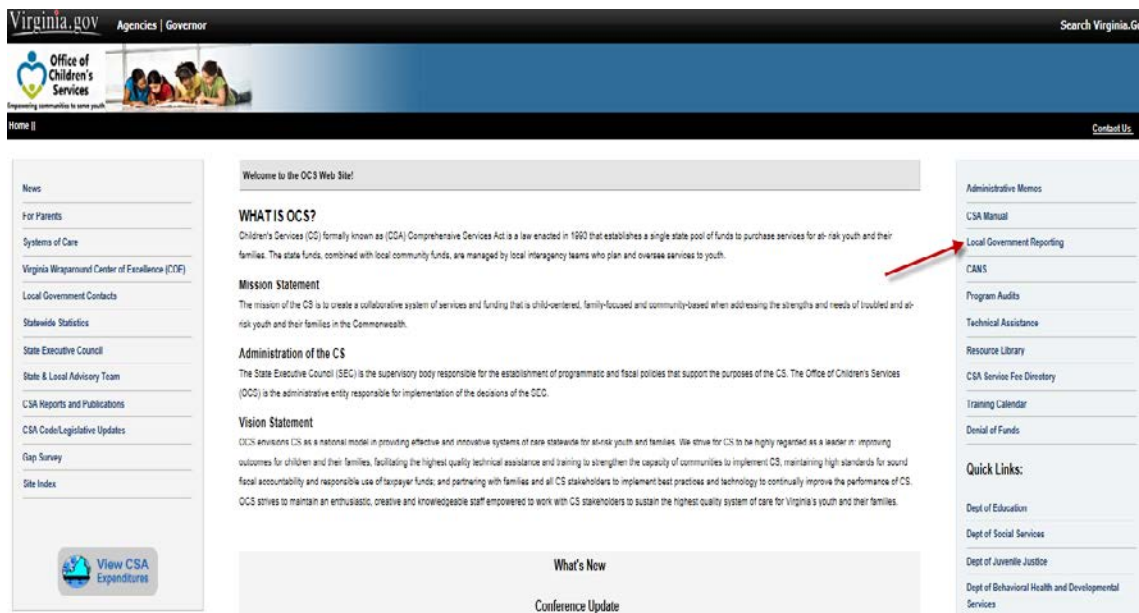 Virginia.gov Agencies | Governor
Search Virginia.Go
Office of
Children's
Services
Empowering communities to serve youth
Home ||
Contact Us
News
For Parents
Systems of Care
Virginia Wraparound Center of Excellence (COE)
Local Government Contacts
Statewide Statistics
State Executive Council
State & Local Advisory Team
CSA Reports and Publications
CSA Code/Legislative Updates
Gap Survey
Site Index
View CSA
Expenditures
Welcome to the OCS Web Site!
WHAT IS OCS?
Children's Services (CS) formally known as (CSA) Comprehensive Services Act is a law enacted in 1993 that establishes a single state pool of funds to purchase services for at- risk youth and their
families. The state funds, combined with local community funds, are managed by local interagency teams who plan and oversee services to youth.
Mission Statement
The mission of the CS is to create a collaborative system of services and funding that is child-centered, family-focused and community-based when addressing the strengths and needs of troubled and at-
risk youth and their families in the Commonwealth.
Administration of the CS
The State Executive Council (SEC) is the supervisory body responsible for the establishment of programmatic and fiscal policies that support the purposes of the CS. The Office of Children's Services
(OCS) is the administrative entity responsible for implementation of the decisions of the SEC.
Vision Statement
OCS envisions CS as a national model in providing effective and innovative systems of care statewide for at-risk youth and families. We strive for CS to be highly regarded as a leader in: improving
outcomes for children and their families, facilitating the highest quality technical assistance and training to strengthen the capacity of communities to implement CS; maintaining high standards for sound
fiscal accountability and responsible use of taxpayer funds; and partnering with families and all CS stakeholders to implement best practices and technology to continually improve the performance of CS.
OCS strives to maintain an enthusiastic, creative and knowledgeable staff empowered to work with CS stakeholders to sustain the highest quality system of care for Virginia's youth and their families.
What's New
Conference Update
Administrative Memos
CSA Manual
Local Government Reporting
CANS
Program Audits
Technical Assistance
Resource Library
CSA Service Fee Directory
Training Calendar
Denial of Funds
Quick Links:
Dept of Education
Dept of Social Services
Dept of Juvenile Justice
Dept of Behavioral Health and Developmental
Services